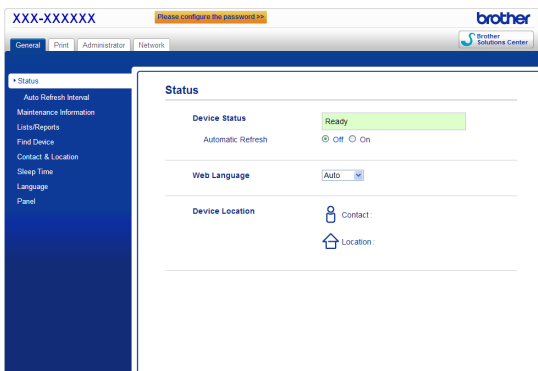 XXX-XXXXXX
Please configure the password >>
brother
General Print Administrator Network
Brother Solutions Center
Status
Auto Refresh Interval
Maintenance Information
Lists/Reports
Find Device
Contact & Location
Sleep Time
Language
Panel
Status
Device Status Ready
Automatic Refresh Off On
Web Language Auto
Device Location Contact :
Location :